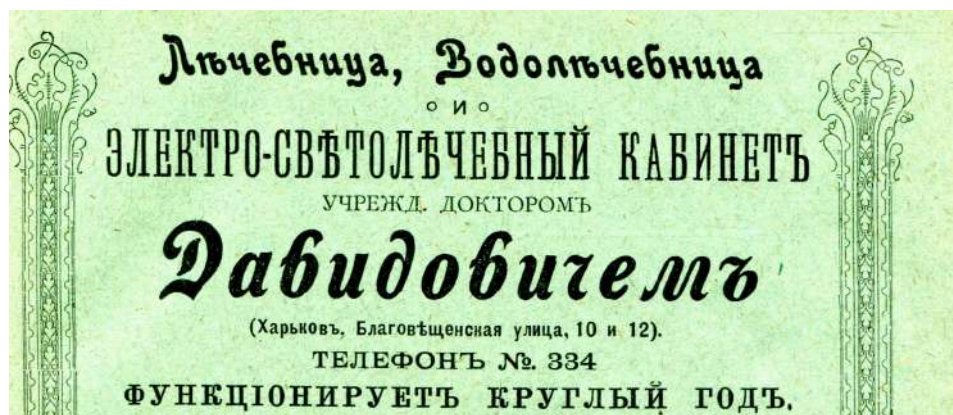 Лѣчебница, Водолѣчебница
и
ЭЛЕКТРО-СВѢТОЛѢЧЕБНЫЙ КАБИНЕТЪ
УЧРЕЖД. ДОКТОРОМЪ
Давидовичемъ
(Харьковъ, Благовѣщенская улица, 10 и 12).
ТЕЛЕФОНЪ №. 334
ФУНКЦІОНИРУЕТЪ КРУГЛЫЙ ГОДЪ.